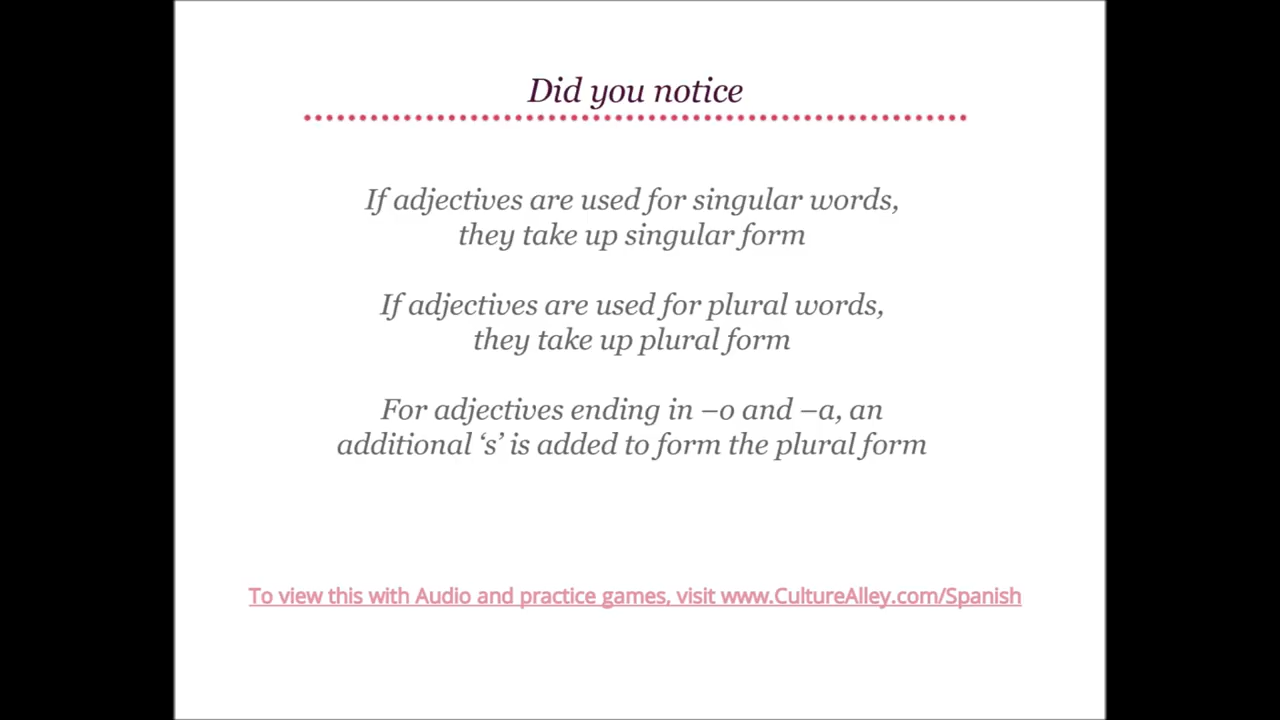 Did you notice
If adjectives are used for singular words,
they take up singular form
If adjectives are used for plural words,
they take up plural form
For adjectives ending in –o and –a, an
additional ‘s’ is added to form the plural form
To view this with Audio and practice games, visit www.CultureAlley.com/Spanish